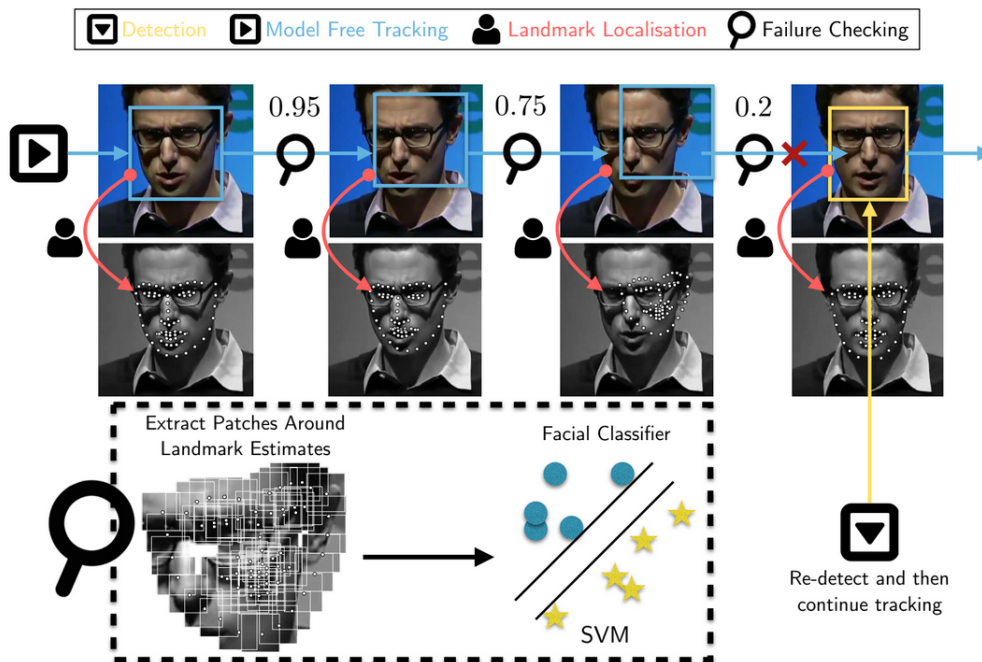 Detection Model Free Tracking Landmark Localisation Failure Checking
0.95 0.75 0.2
Extract Patches Around
Landmark Estimates
Facial Classifier
SVM
Re-detect and then
continue tracking